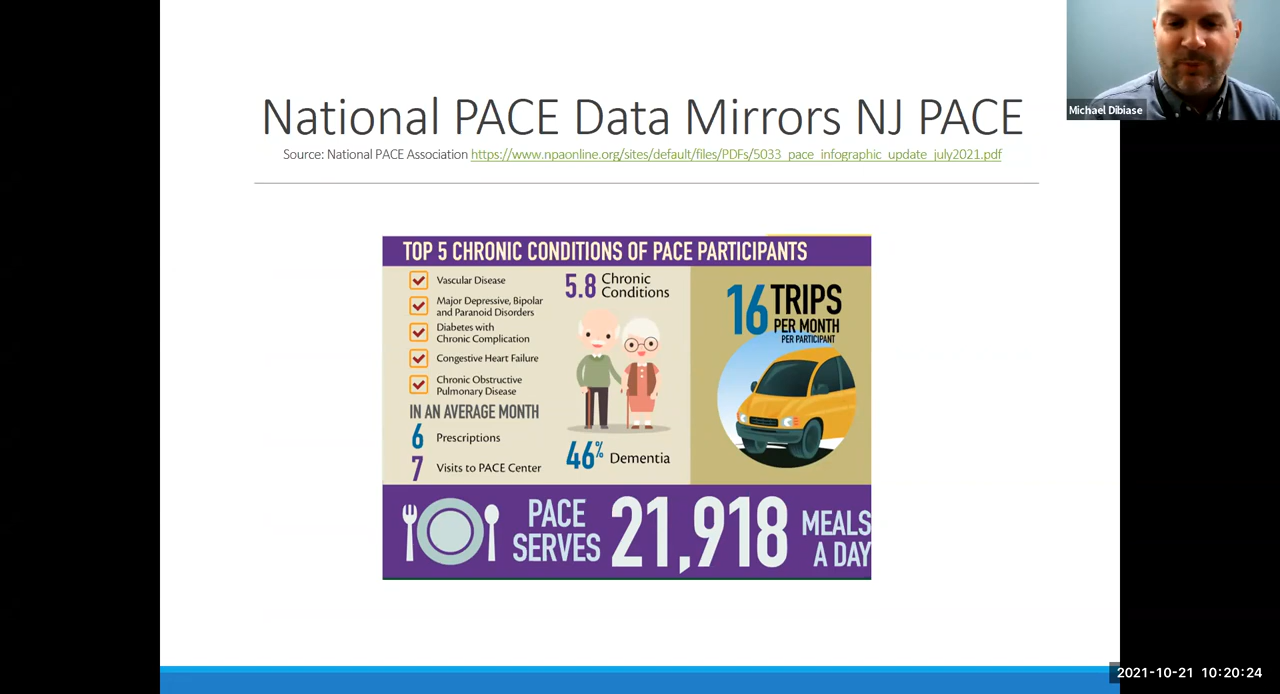 National PACE Data Mirrors NJ PACE
Source: National PACE Association https://www.npaonline.org/sites/default/files/PDFs/5033_pace_infographic_update_july2021.pdf
Michael Dibiase
TOP 5 CHRONIC CONDITIONS OF PACE PARTICIPANTS
Vascular Disease
Major Depressive, Bipolar
and Paranoid Disorders
Diabetes with
Chronic Complication
Congestive Heart Failure
Chronic Obstructive
Pulmonary Disease
IN AN AVERAGE MONTH
6 Prescriptions
7 Visits to PACE Center
5.8 Chronic
Conditions
46% Dementia
16 TRIPS
PER MONTH
PER PARTICIPANT
PACE
SERVES
21,918
MEALS
A DAY
2021-10-21 10:20:24